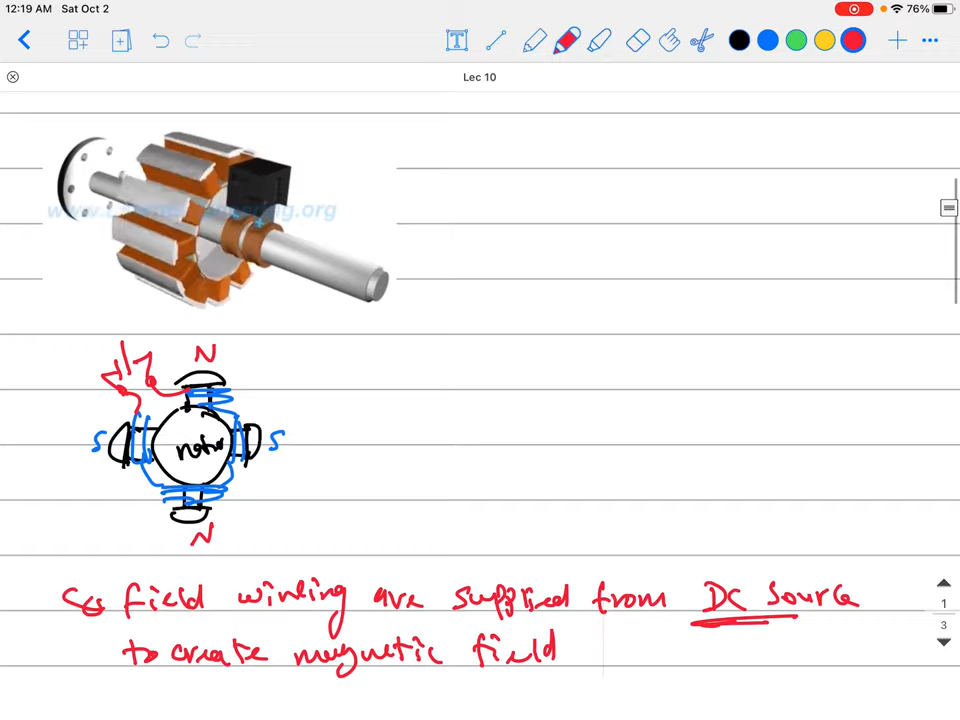 12:19 AM Sat Oct 2
76%
Lec 10
N
S
rotor
S
N
field winding are supplied from DC Source
to create magnetic field
1
3